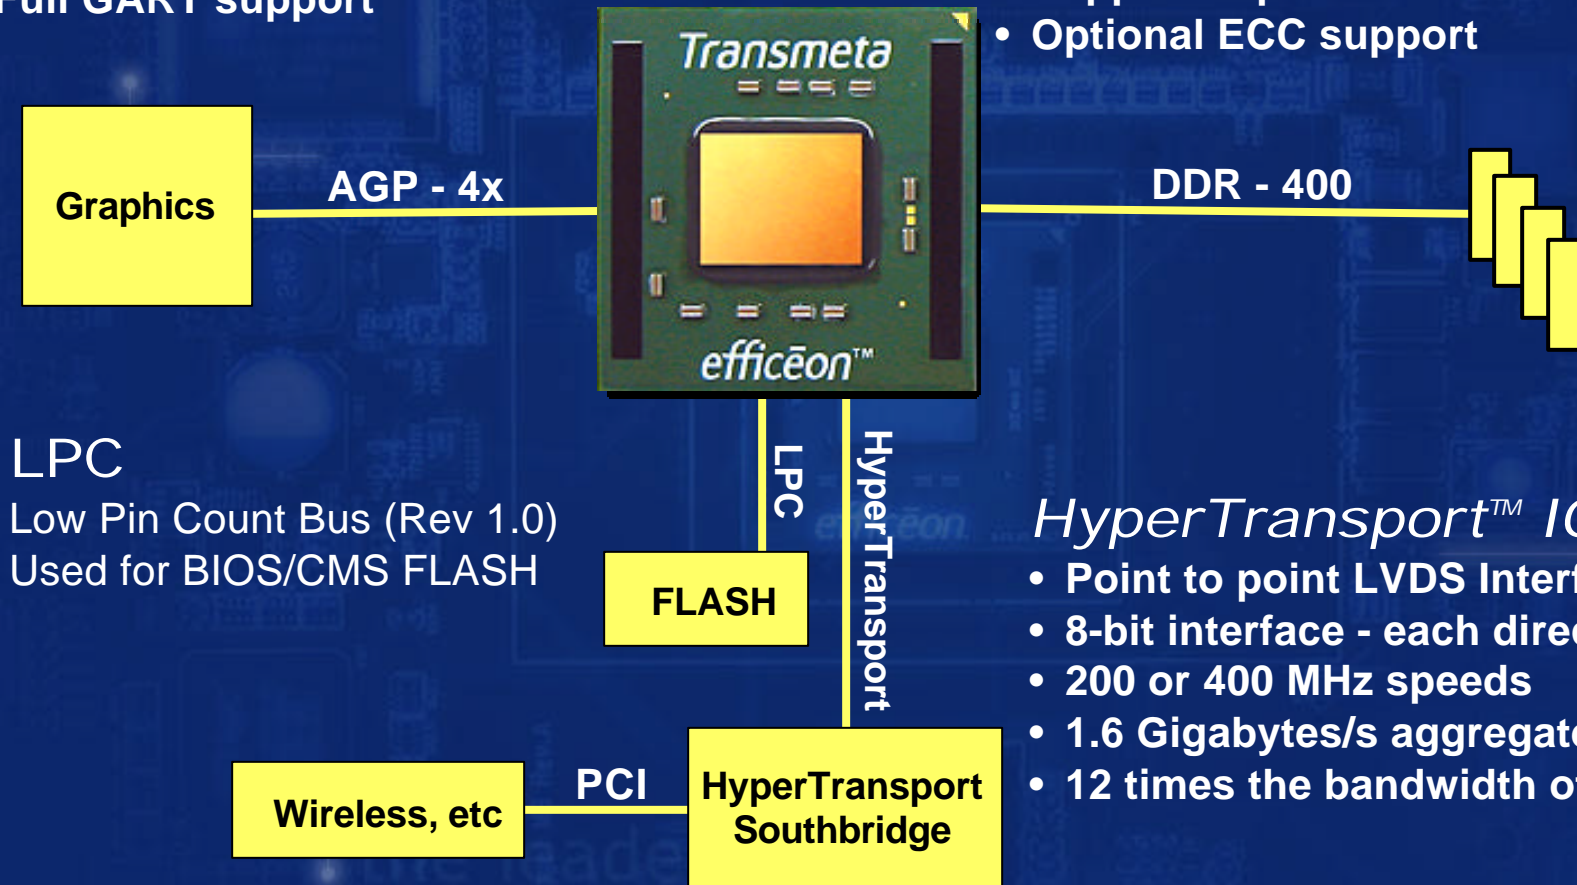 Full GART support
• Optional ECC support
Transmeta
efficēon™
Graphics
AGP - 4x
DDR - 400
LPC
Low Pin Count Bus (Rev 1.0)
Used for BIOS/CMS FLASH
LPC
HyperTransport
FLASH
HyperTransport™
• Point to point LVDS
• 8-bit interface - each
• 200 or 400 MHz speeds
• 1.6 Gigabytes/s
• 12 times the bandwidth
Wireless, etc
PCI
HyperTransport
Southbridge